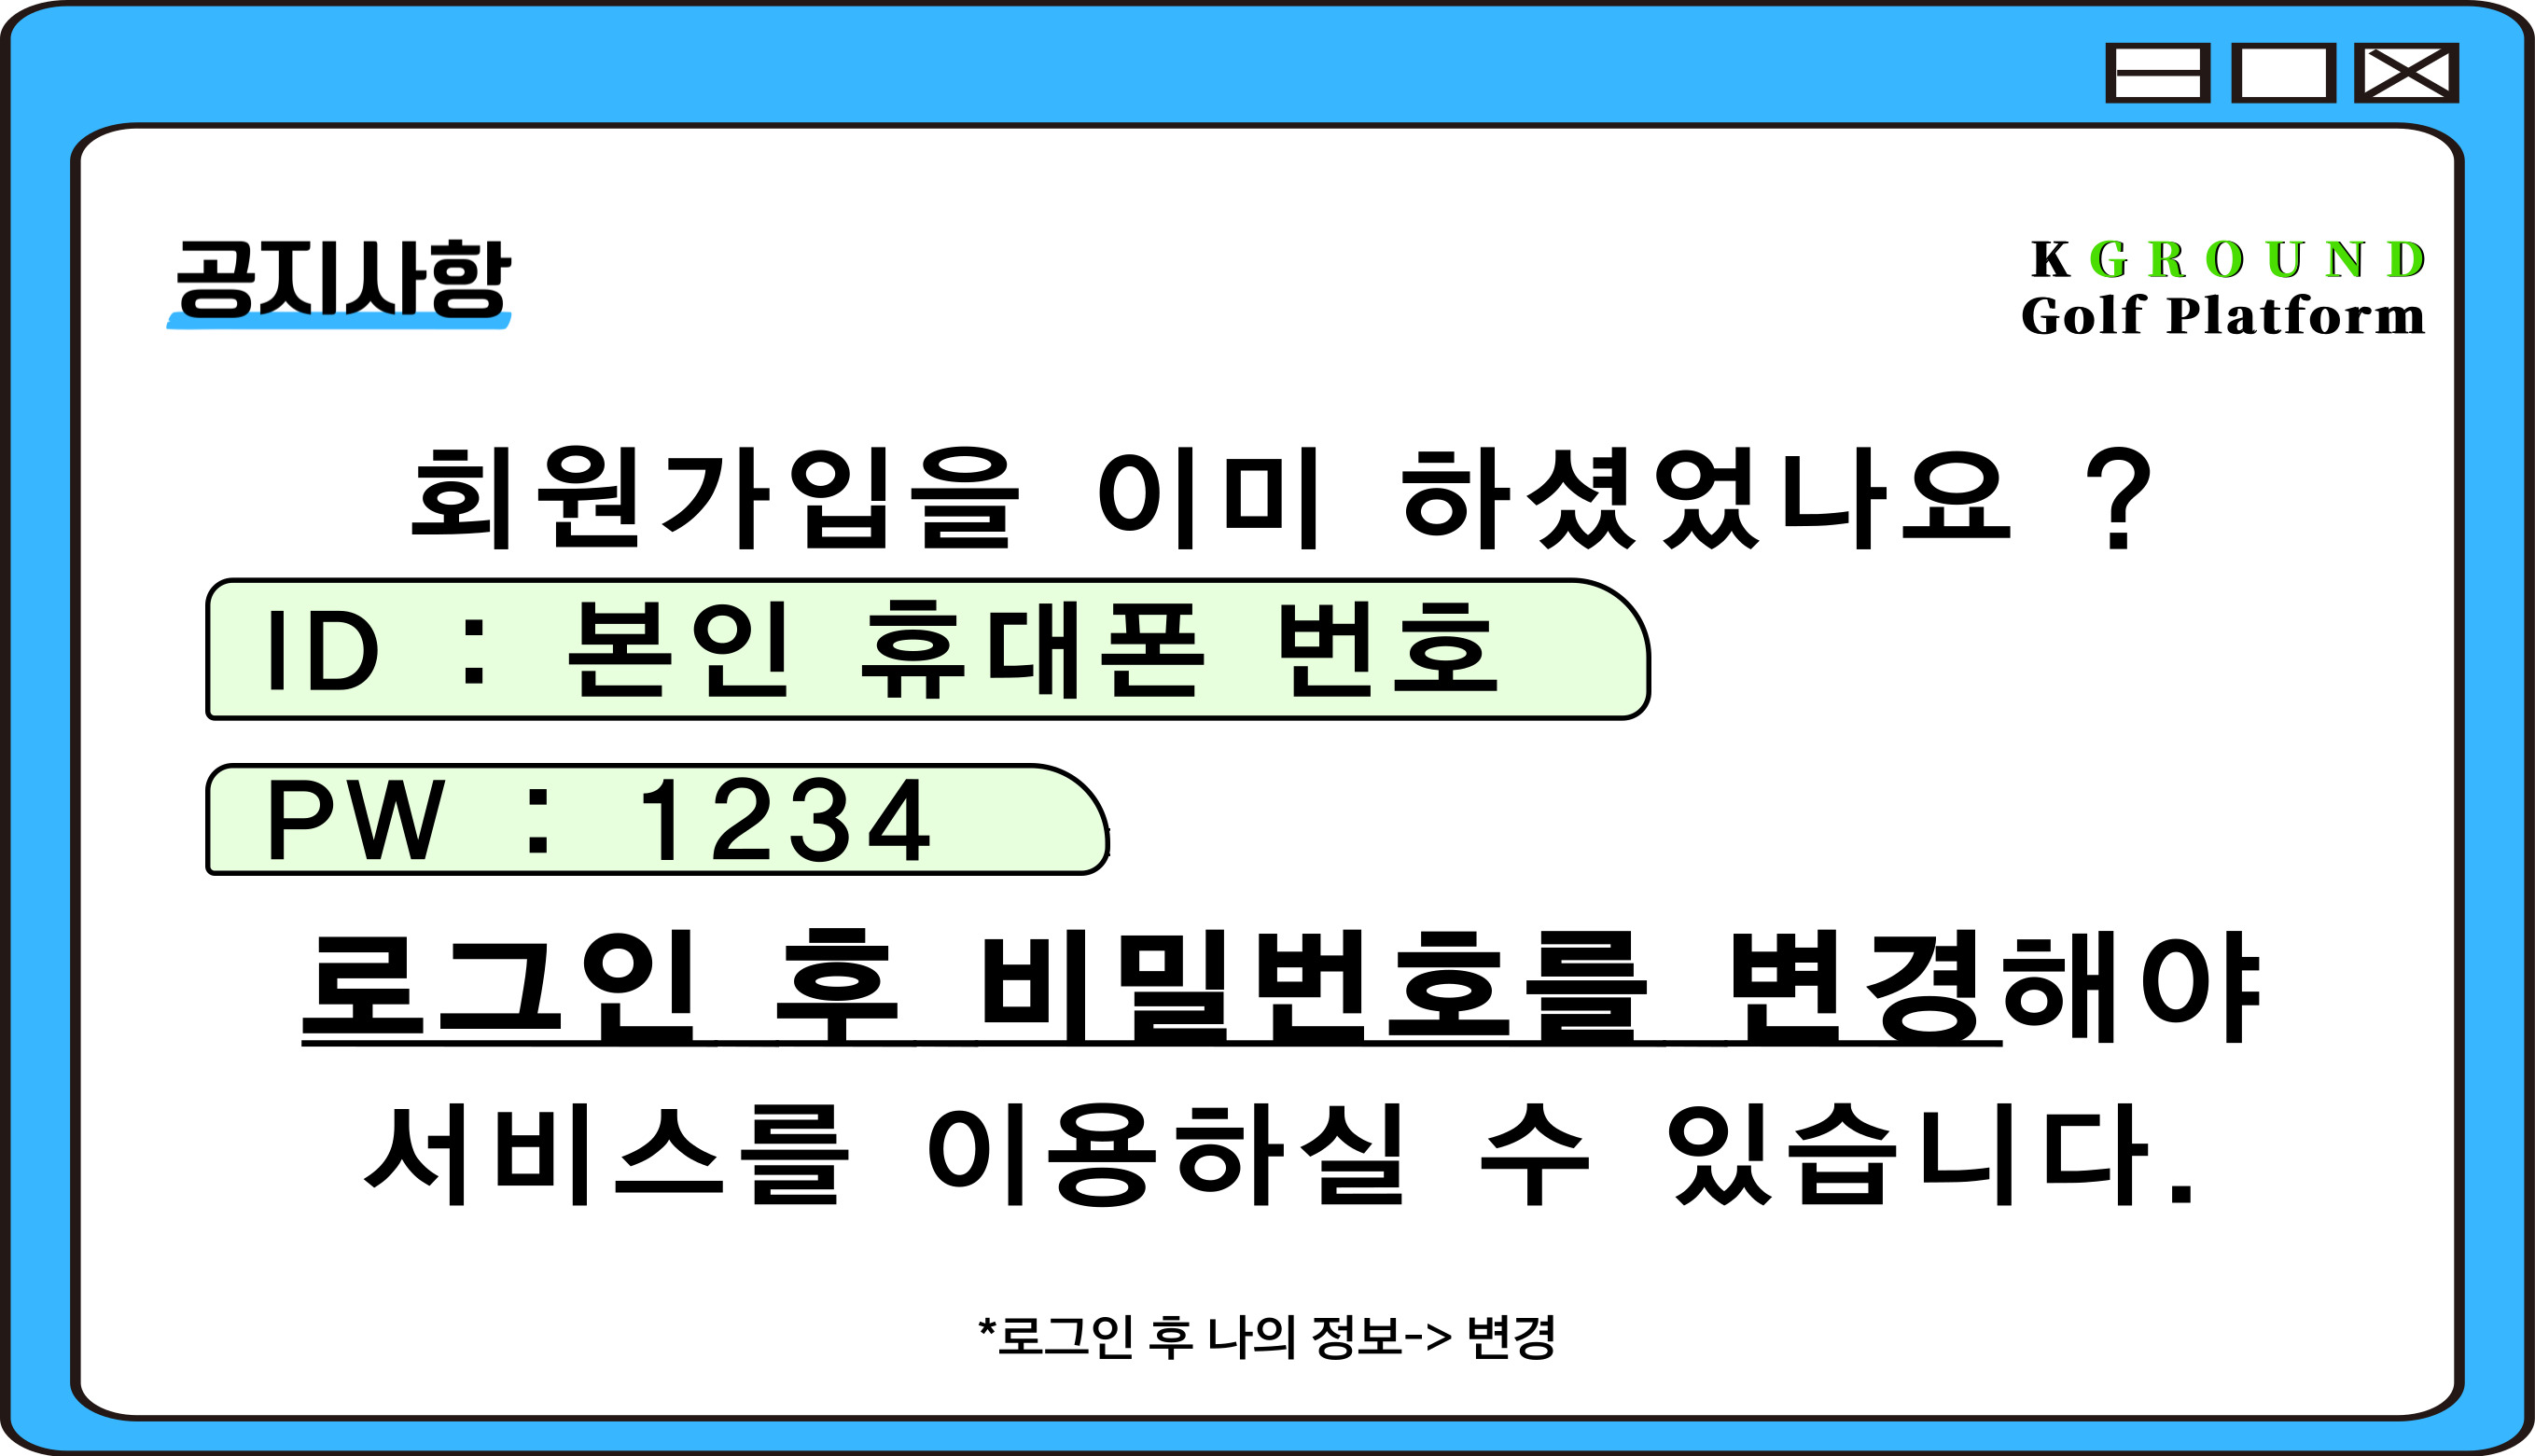 공지사항
K GROUND
Golf Platform
회원가입을 이미 하셨었나요 ?
ID : 본인 휴대폰 번호
PW : 1234
로그인 후 비밀번호를 변경해야
서비스를 이용하실 수 있습니다.
*로그인 후 나의 정보-> 변경